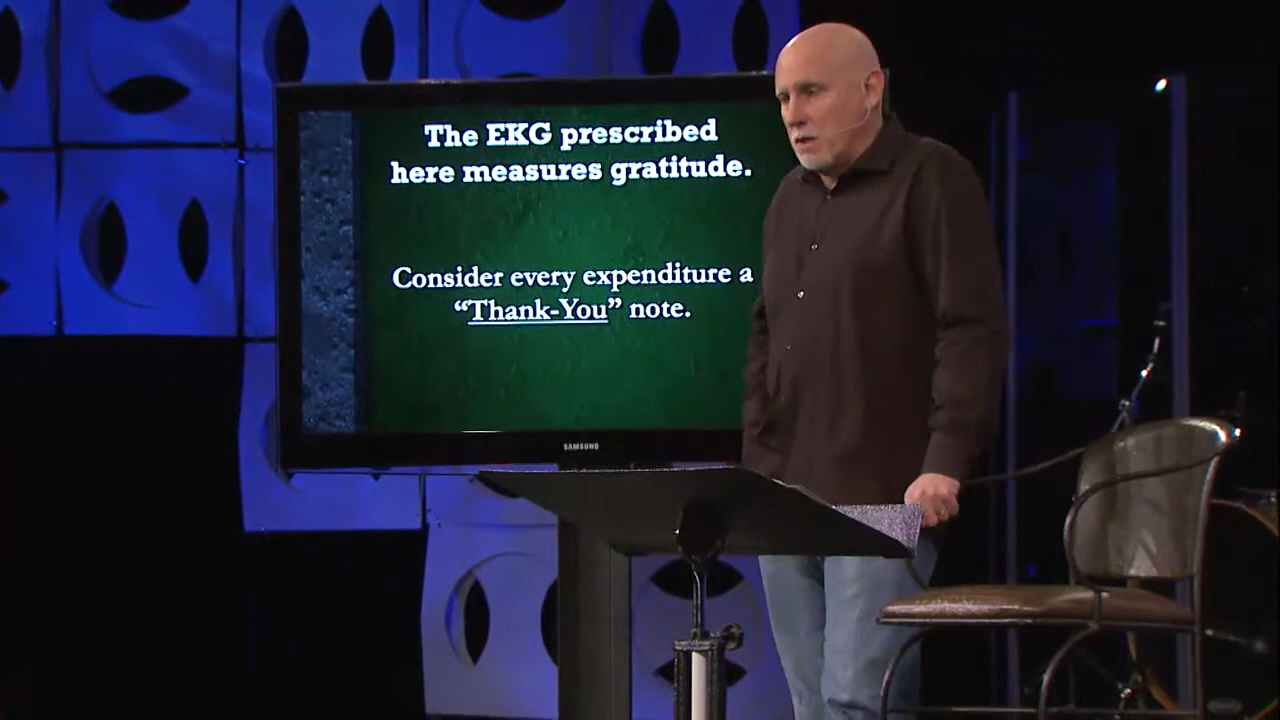 The EKG prescribed
here measures gratitude.
Consider every expenditure a
“Thank-You” note.
SAMSUNG